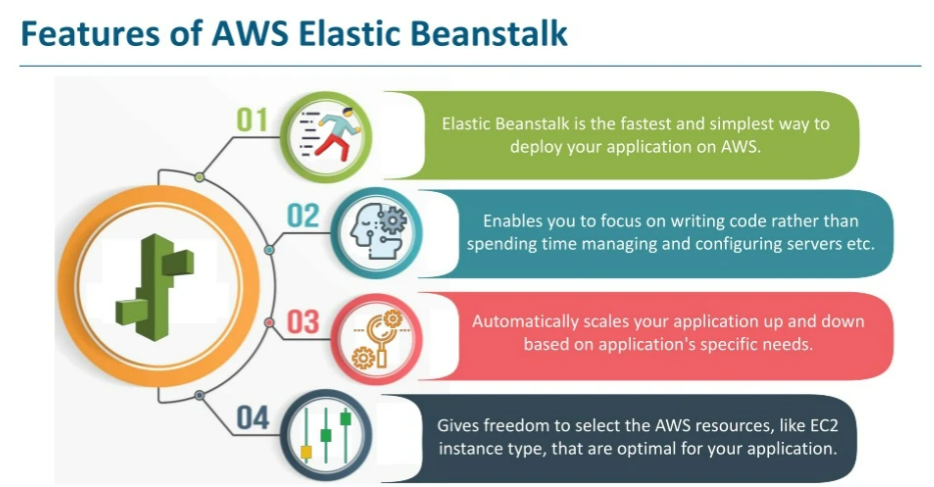 Features of AWS Elastic Beanstalk
01
Elastic Beanstalk is the fastest and simplest way to
deploy your application on AWS.
02
Enables you to focus on writing code rather than
spending time managing and configuring servers etc.
03
Automatically scales your application up and down
based on application's specific needs.
04
Gives freedom to select the AWS resources, like EC2
instance type, that are optimal for your application.